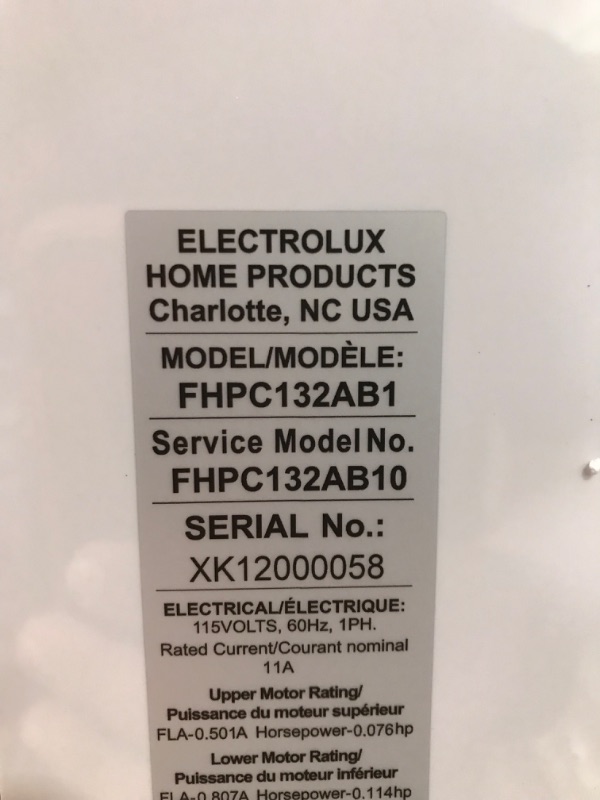 ELECTROLUX
HOME PRODUCTS
Charlotte, NC USA
MODEL/MODÈLE:
FHPC132AB1
Service Model No.
FHPC132AB10
SERIAL No.:
XK12000058
ELECTRICAL/ÉLECTRIQUE:
115VOLTS, 60Hz, 1PH.
Rated Current/Courant nominal
11A
Upper Motor Rating/
Puissance du moteur supérieur
FLA-0.501A Horsepower-0.076hp
Lower Motor Rating/
Puissance du moteur inférieur
FLA-0.807A Horsepower-0.114hp